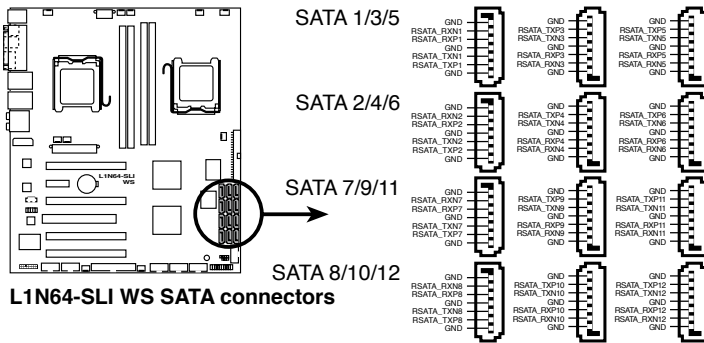 SATA 1/3/5
GND
RSATA_RXN1
RSATA_RXP1
GND
RSATA_TXN1
RSATA_TXP1
GND
GND
RSATA_TXP3
RSATA_TXN3
GND
RSATA_RXP3
RSATA_RXN3
GND
GND
RSATA_TXP5
RSATA_TXN5
GND
RSATA_RXP5
RSATA_RXN5
GND
SATA 2/4/6
GND
RSATA_RXN2
RSATA_RXP2
GND
RSATA_TXN2
RSATA_TXP2
GND
GND
RSATA_TXP4
RSATA_TXN4
GND
RSATA_RXP4
RSATA_RXN4
GND
GND
RSATA_TXP6
RSATA_TXN6
GND
RSATA_RXP6
RSATA_RXN6
GND
L1N64-SLI
WS
SATA 7/9/11
GND
RSATA_RXN7
RSATA_RXP7
GND
RSATA_TXN7
RSATA_TXP7
GND
GND
RSATA_TXP9
RSATA_TXN9
GND
RSATA_RXP9
RSATA_RXN9
GND
GND
RSATA_TXP11
RSATA_TXN11
GND
RSATA_RXP11
RSATA_RXN11
GND
SATA 8/10/12
GND
RSATA_RXN8
RSATA_RXP8
GND
RSATA_TXN8
RSATA_TXP8
GND
GND
RSATA_TXP10
RSATA_TXN10
GND
RSATA_RXP10
RSATA_RXN10
GND
GND
RSATA_TXP12
RSATA_TXN12
GND
RSATA_RXP12
RSATA_RXN12
GND
L1N64-SLI WS SATA connectors